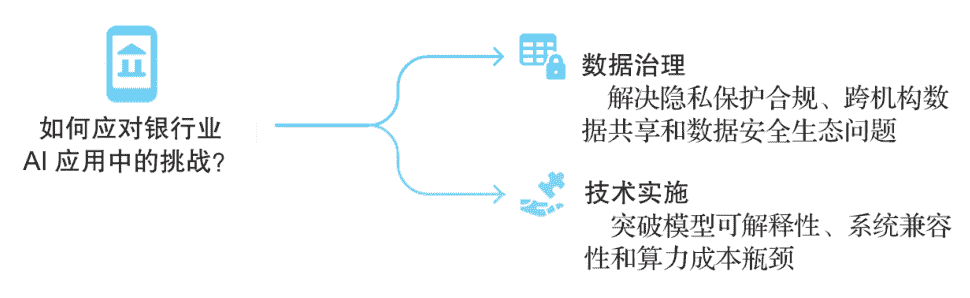 如何应对银行业
AI 应用中的挑战?
数据治理
解决隐私保护合规、跨机构数
据共享和数据安全生态问题
技术实施
突破模型可解释性、系统兼容
性和算力成本瓶颈